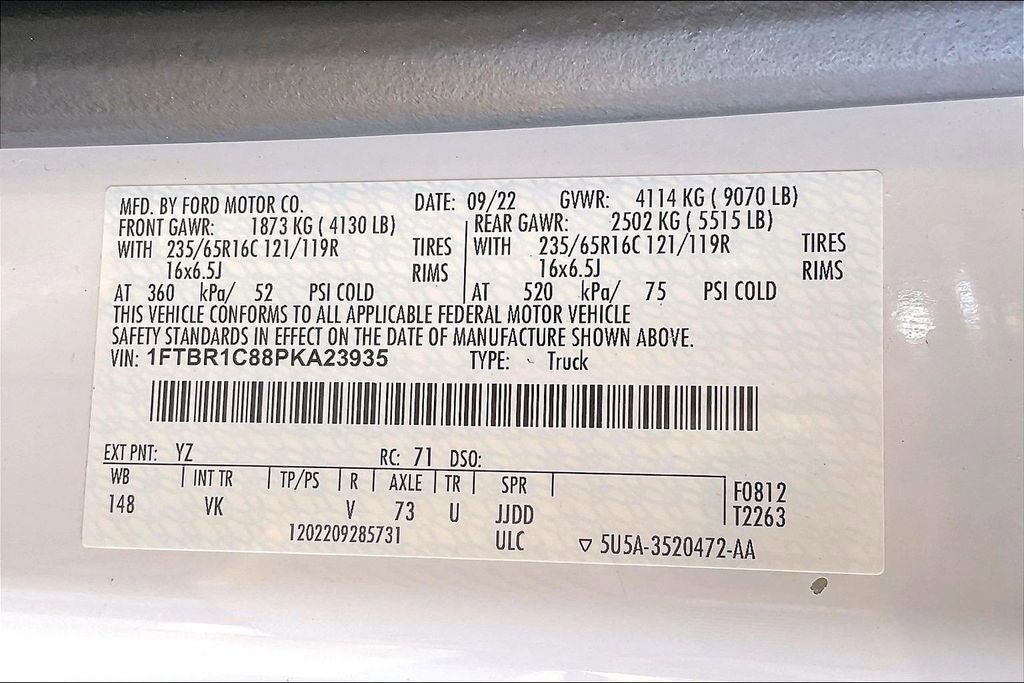 MFD. BY FORD MOTOR CO. DATE: 09/22 GVWR: 4114 KG ( 9070 LB)
FRONT GAWR: 1873 KG ( 4130 LB) REAR GAWR: 2502 KG ( 5515 LB)
WITH 235/65R16C 121/119R TIRES WITH 235/65R16C 121/119R TIRES
16x6.5J RIMS 16x6.5J RIMS
AT 360 kPa/ 52 PSI COLD AT 520 kPa/ 75 PSI COLD
THIS VEHICLE CONFORMS TO ALL APPLICABLE FEDERAL MOTOR VEHICLE
SAFETY STANDARDS IN EFFECT ON THE DATE OF MANUFACTURE SHOWN ABOVE.
VIN: 1FTBR1C88PKA23935 TYPE: Truck
EXT PNT: YZ RC: 71 DSO:
WB INT TR TP/PS R AXLE TR SPR F0812
148 VK V 73 U JJDD T2263
1202209285731 ULC ▽ 5U5A-3520472-AA